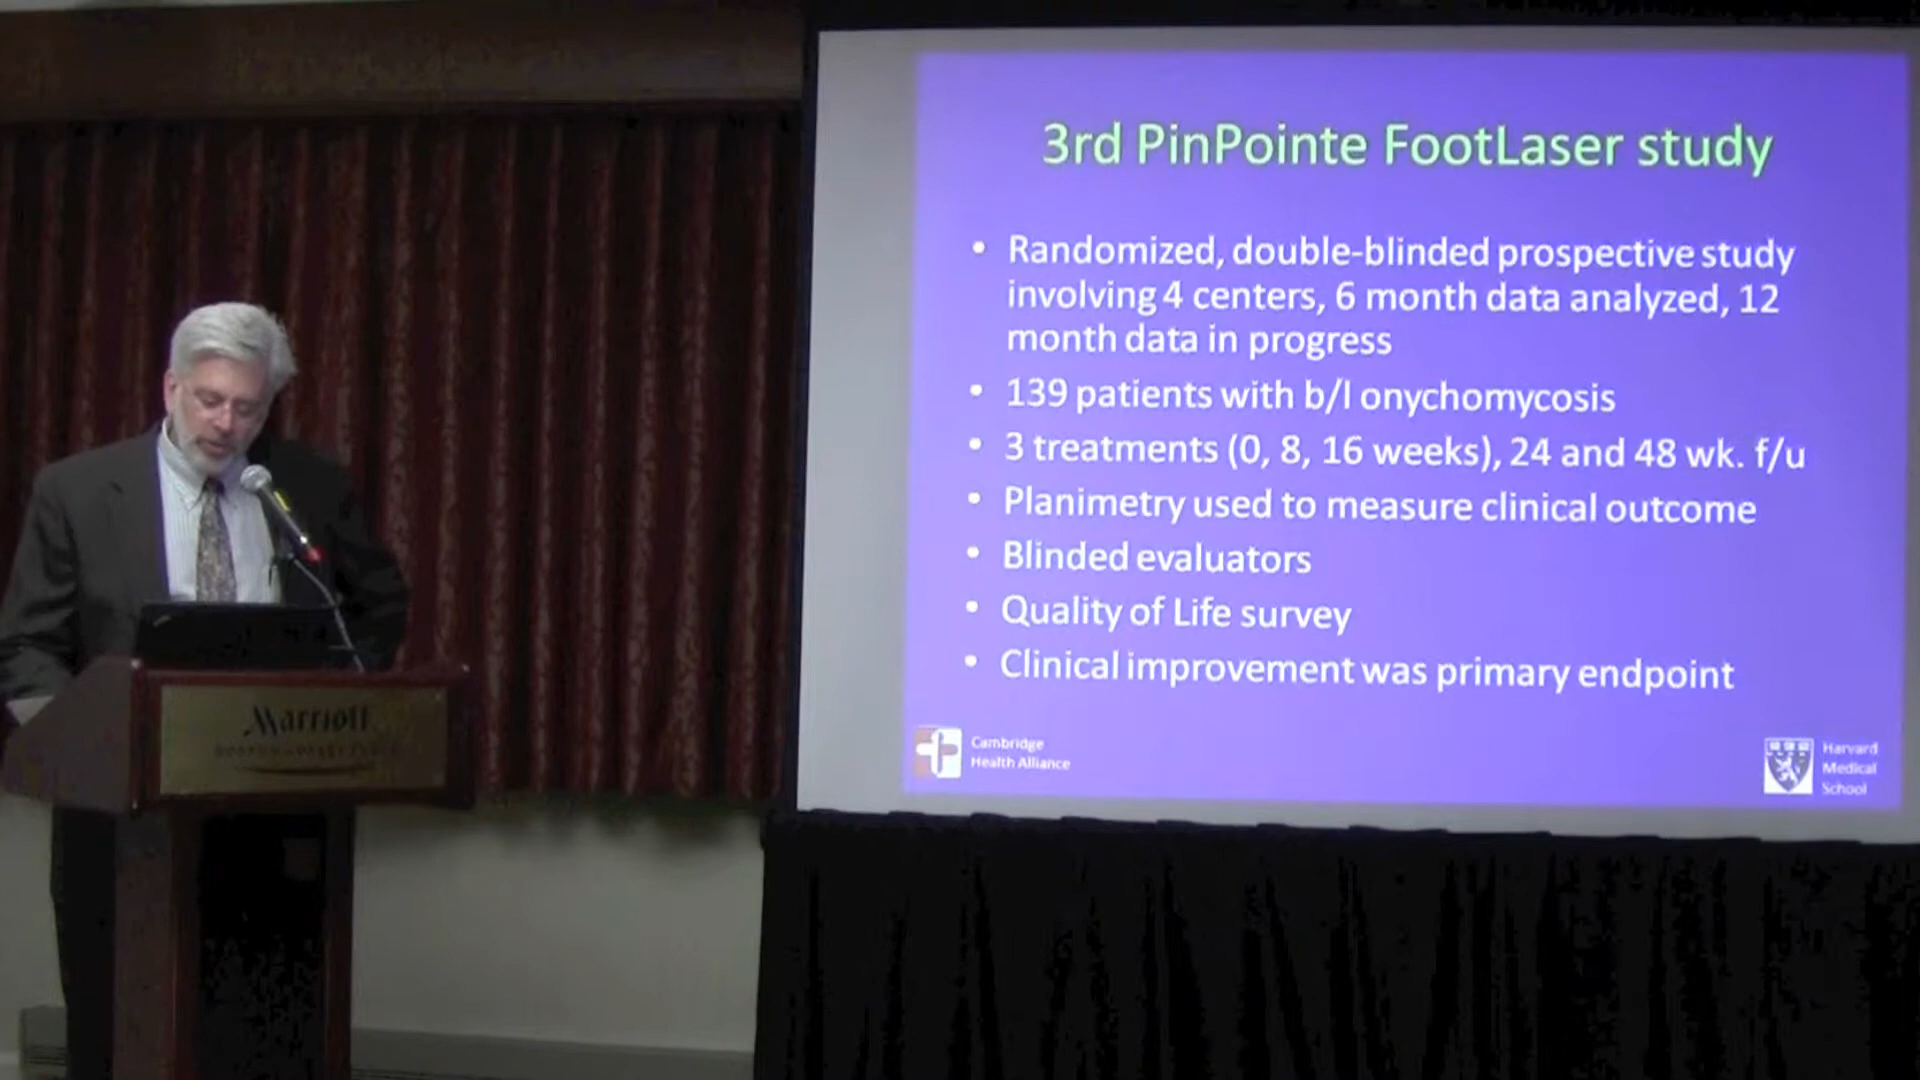 3rd PinPointe FootLaser study
• Randomized, double-blinded prospective study
involving 4 centers, 6 month data analyzed, 12
month data in progress
• 139 patients with b/l onychomycosis
• 3 treatments (0, 8, 16 weeks), 24 and 48 wk. f/u
• Planimetry used to measure clinical outcome
• Blinded evaluators
• Quality of Life survey
• Clinical improvement was primary endpoint
Cambridge
Health Alliance
Harvard
Medical
School
Marriott